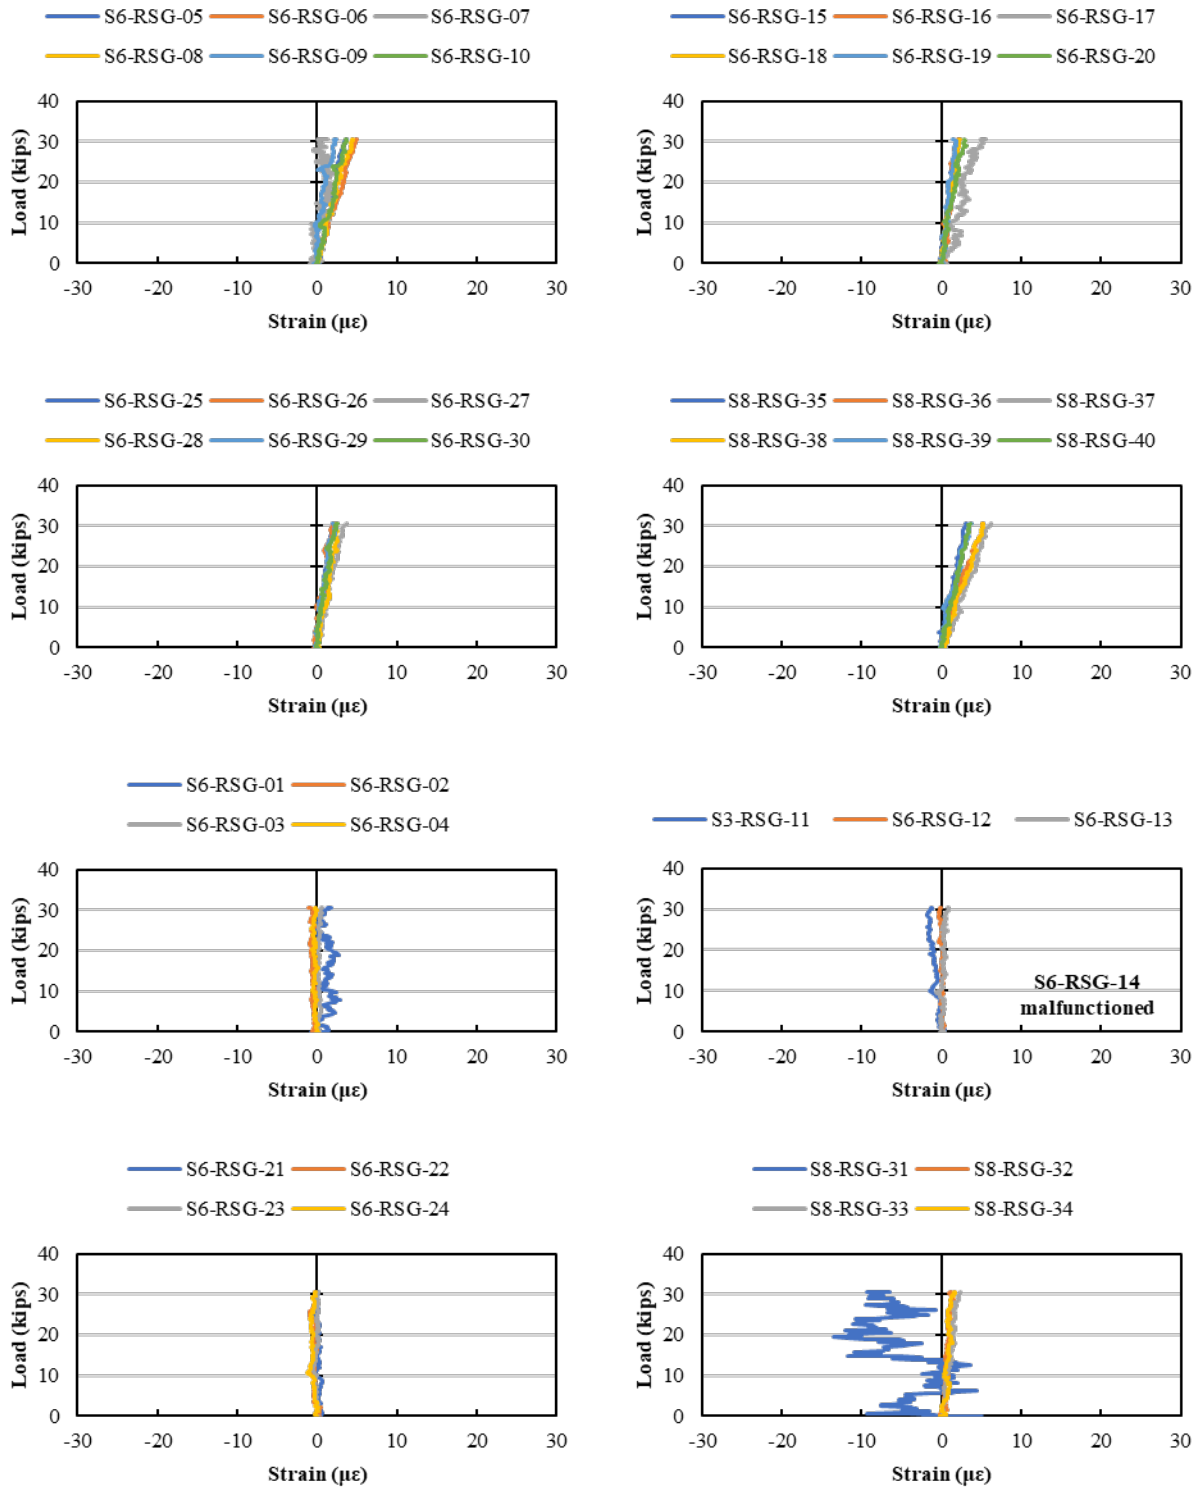 S6-RSG-05 S6-RSG-06 S6-RSG-07
S6-RSG-08 S6-RSG-09 S6-RSG-10
40
30
20
10
0
Load (kips)
-30 -20 -10 0 10 20 30
Strain (με)
S6-RSG-15 S6-RSG-16 S6-RSG-17
S6-RSG-18 S6-RSG-19 S6-RSG-20
40
30
20
10
0
Load (kips)
-30 -20 -10 0 10 20 30
Strain (με)
S6-RSG-25 S6-RSG-26 S6-RSG-27
S6-RSG-28 S6-RSG-29 S6-RSG-30
40
30
20
10
0
Load (kips)
-30 -20 -10 0 10 20 30
Strain (με)
S8-RSG-35 S8-RSG-36 S8-RSG-37
S8-RSG-38 S8-RSG-39 S8-RSG-40
40
30
20
10
0
Load (kips)
-30 -20 -10 0 10 20 30
Strain (με)
S6-RSG-01 S6-RSG-02
S6-RSG-03 S6-RSG-04
40
30
20
10
0
Load (kips)
-30 -20 -10 0 10 20 30
Strain (με)
S3-RSG-11 S6-RSG-12 S6-RSG-13
40
30
20
10
0
Load (kips)
S6-RSG-14
malfunctioned
-30 -20 -10 0 10 20 30
Strain (με)
S6-RSG-21 S6-RSG-22
S6-RSG-23 S6-RSG-24
40
30
20
10
0
Load (kips)
-30 -20 -10 0 10 20 30
Strain (με)
S8-RSG-31 S8-RSG-32
S8-RSG-33 S8-RSG-34
40
30
20
10
0
Load (kips)
-30 -20 -10 0 10 20 30
Strain (με)